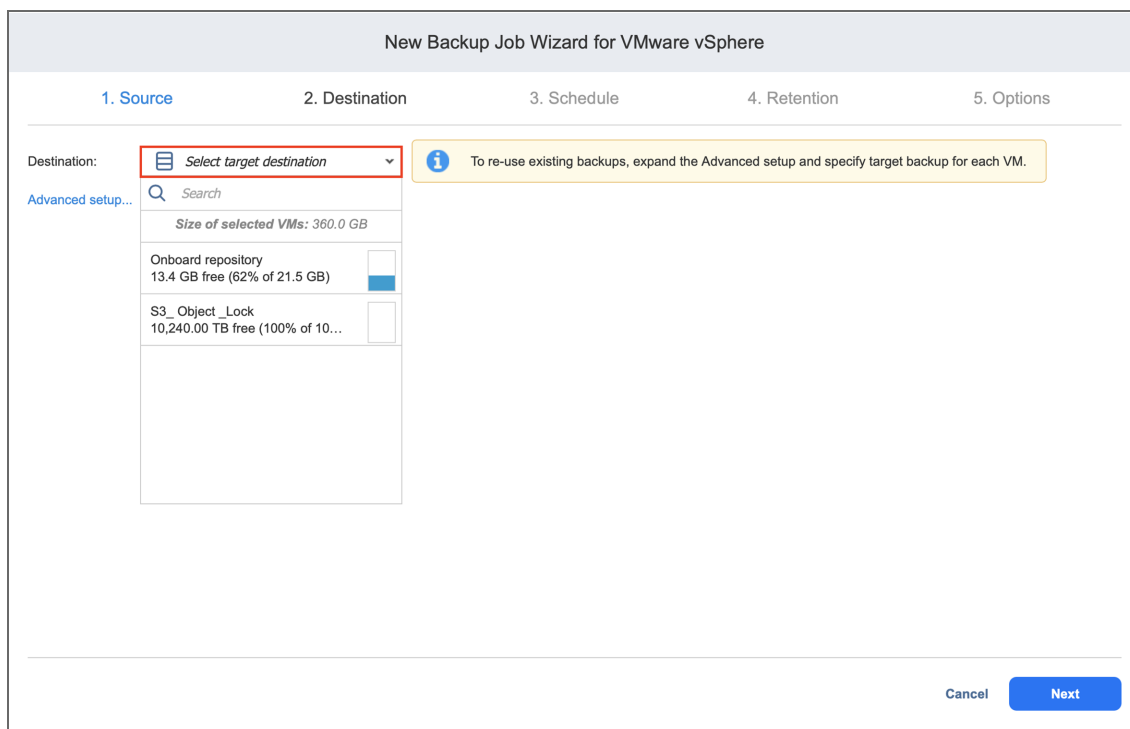 New Backup Job Wizard for VMware vSphere
1. Source
2. Destination
3. Schedule
4. Retention
5. Options
Destination:
Select target destination
To re-use existing backups, expand the Advanced setup and specify target backup for each VM.
Advanced setup...
Search
Size of selected VMs: 360.0 GB
Onboard repository
13.4 GB free (62% of 21.5 GB)
S3_ Object _Lock
10,240.00 TB free (100% of 10...
Cancel
Next